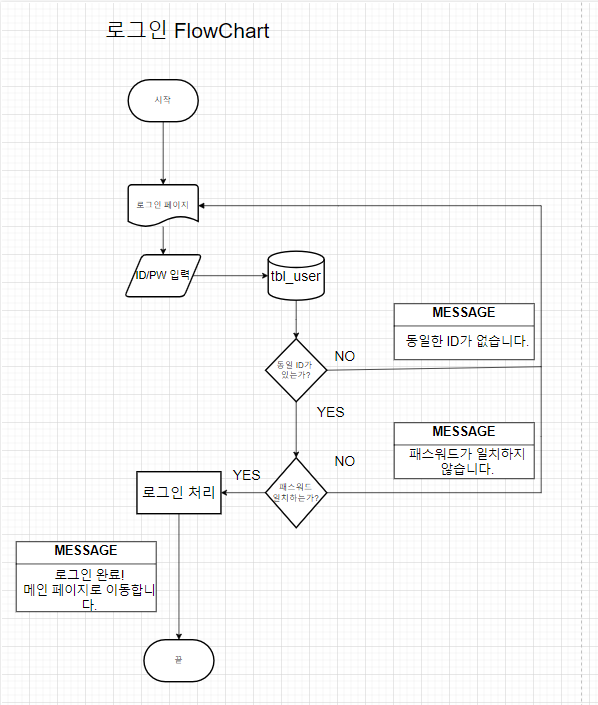 로그인 FlowChart
시작
로그인 페이지
ID/PW 입력
tbl_user
MESSAGE
동일한 ID가 없습니다.
NO
동일 ID가
있는가?
YES
MESSAGE
패스워드가 일치하지
않습니다.
NO
YES
패스워드
일치하는가?
로그인 처리
MESSAGE
로그인 완료!
메인 페이지로 이동합니
다.
끝